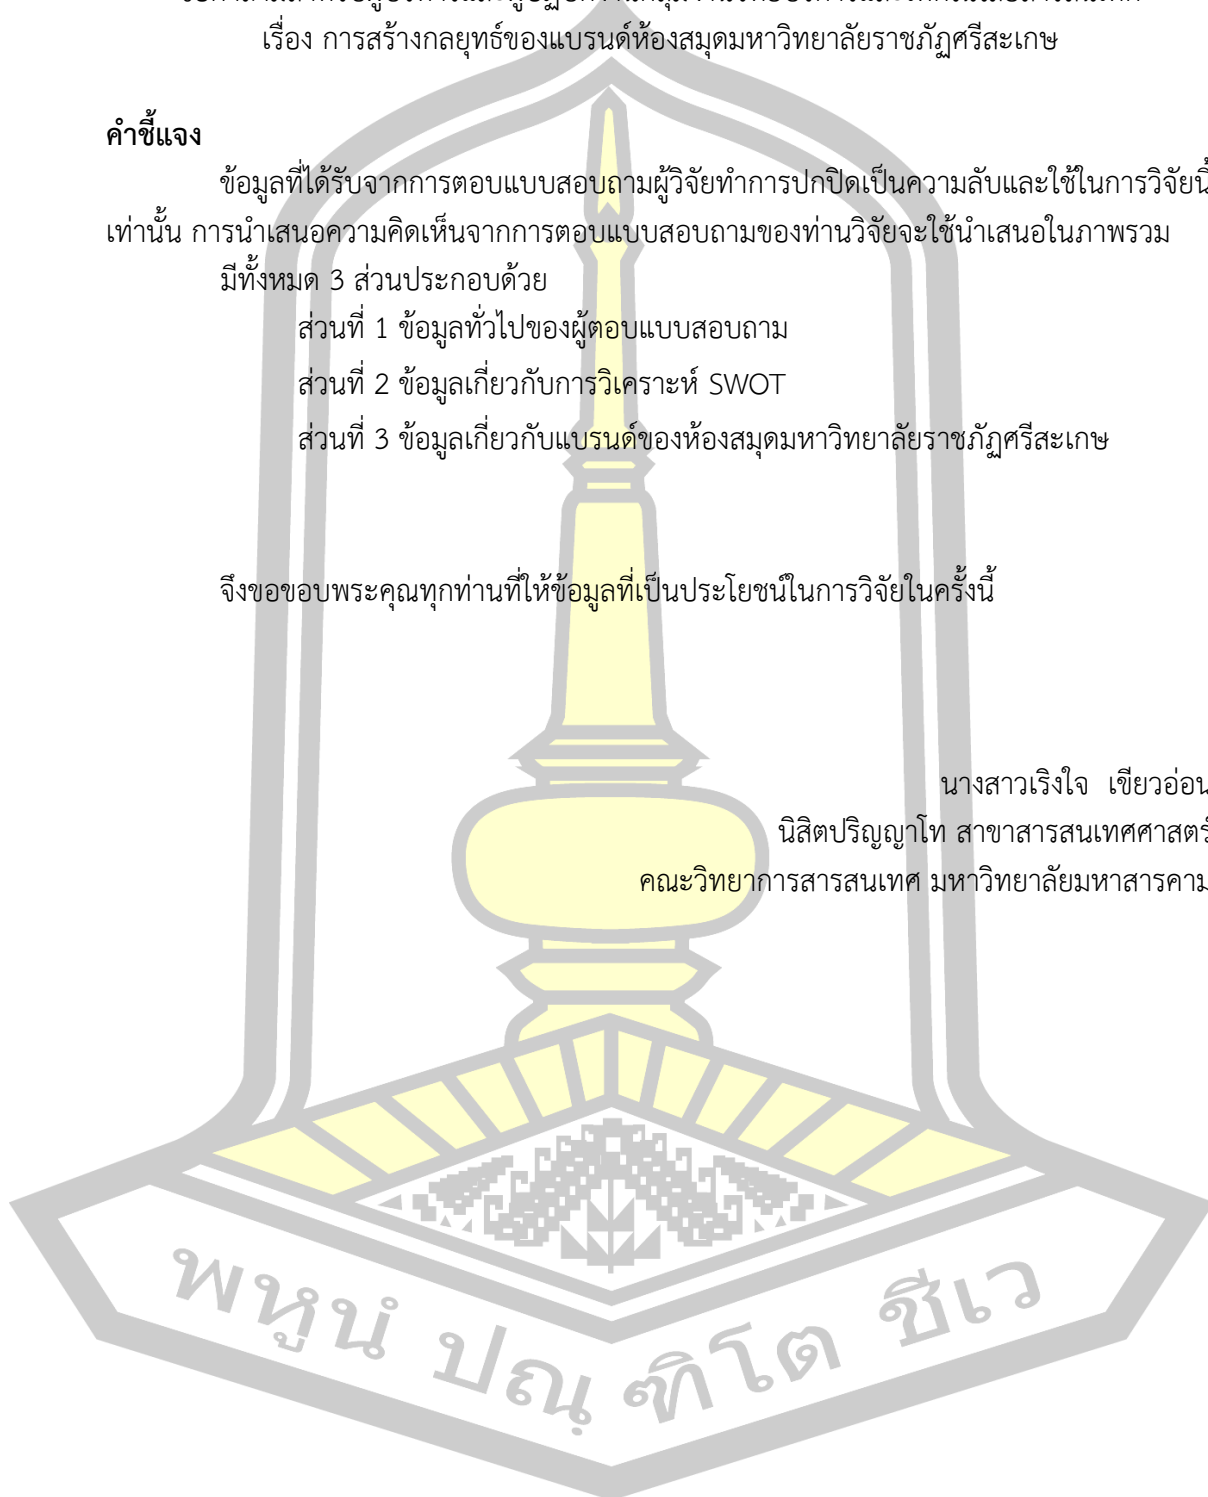 เรื่อง การสร้างกลยุทธ์ของแบรนด์ห้องสมุดมหาวิทยาลัยราชภัฏศรีสะเกษ
คำชี้แจง
ข้อมูลที่ได้รับจากการตอบแบบสอบถามผู้วิจัยทำการปกปิดเป็นความลับและใช้ในการวิจัยนี้
เท่านั้น การนำเสนอความคิดเห็นจากการตอบแบบสอบถามของท่านวิจัยจะใช้นำเสนอในภาพรวม
มีทั้งหมด 3 ส่วนประกอบด้วย
ส่วนที่ 1 ข้อมูลทั่วไปของผู้ตอบแบบสอบถาม
ส่วนที่ 2 ข้อมูลเกี่ยวกับการวิเคราะห์ SWOT
ส่วนที่ 3 ข้อมูลเกี่ยวกับแบรนด์ของห้องสมุดมหาวิทยาลัยราชภัฏศรีสะเกษ
จึงขอขอบพระคุณทุกท่านที่ให้ข้อมูลที่เป็นประโยชน์ในการวิจัยในครั้งนี้
นางสาวเริงใจ เขียวอ่อน
นิสิตปริญญาโท สาขาสารสนเทศศาสตร์
คณะวิทยาการสารสนเทศ มหาวิทยาลัยมหาสารคาม
พหูนํ ปณฺฑิโต ชีเว